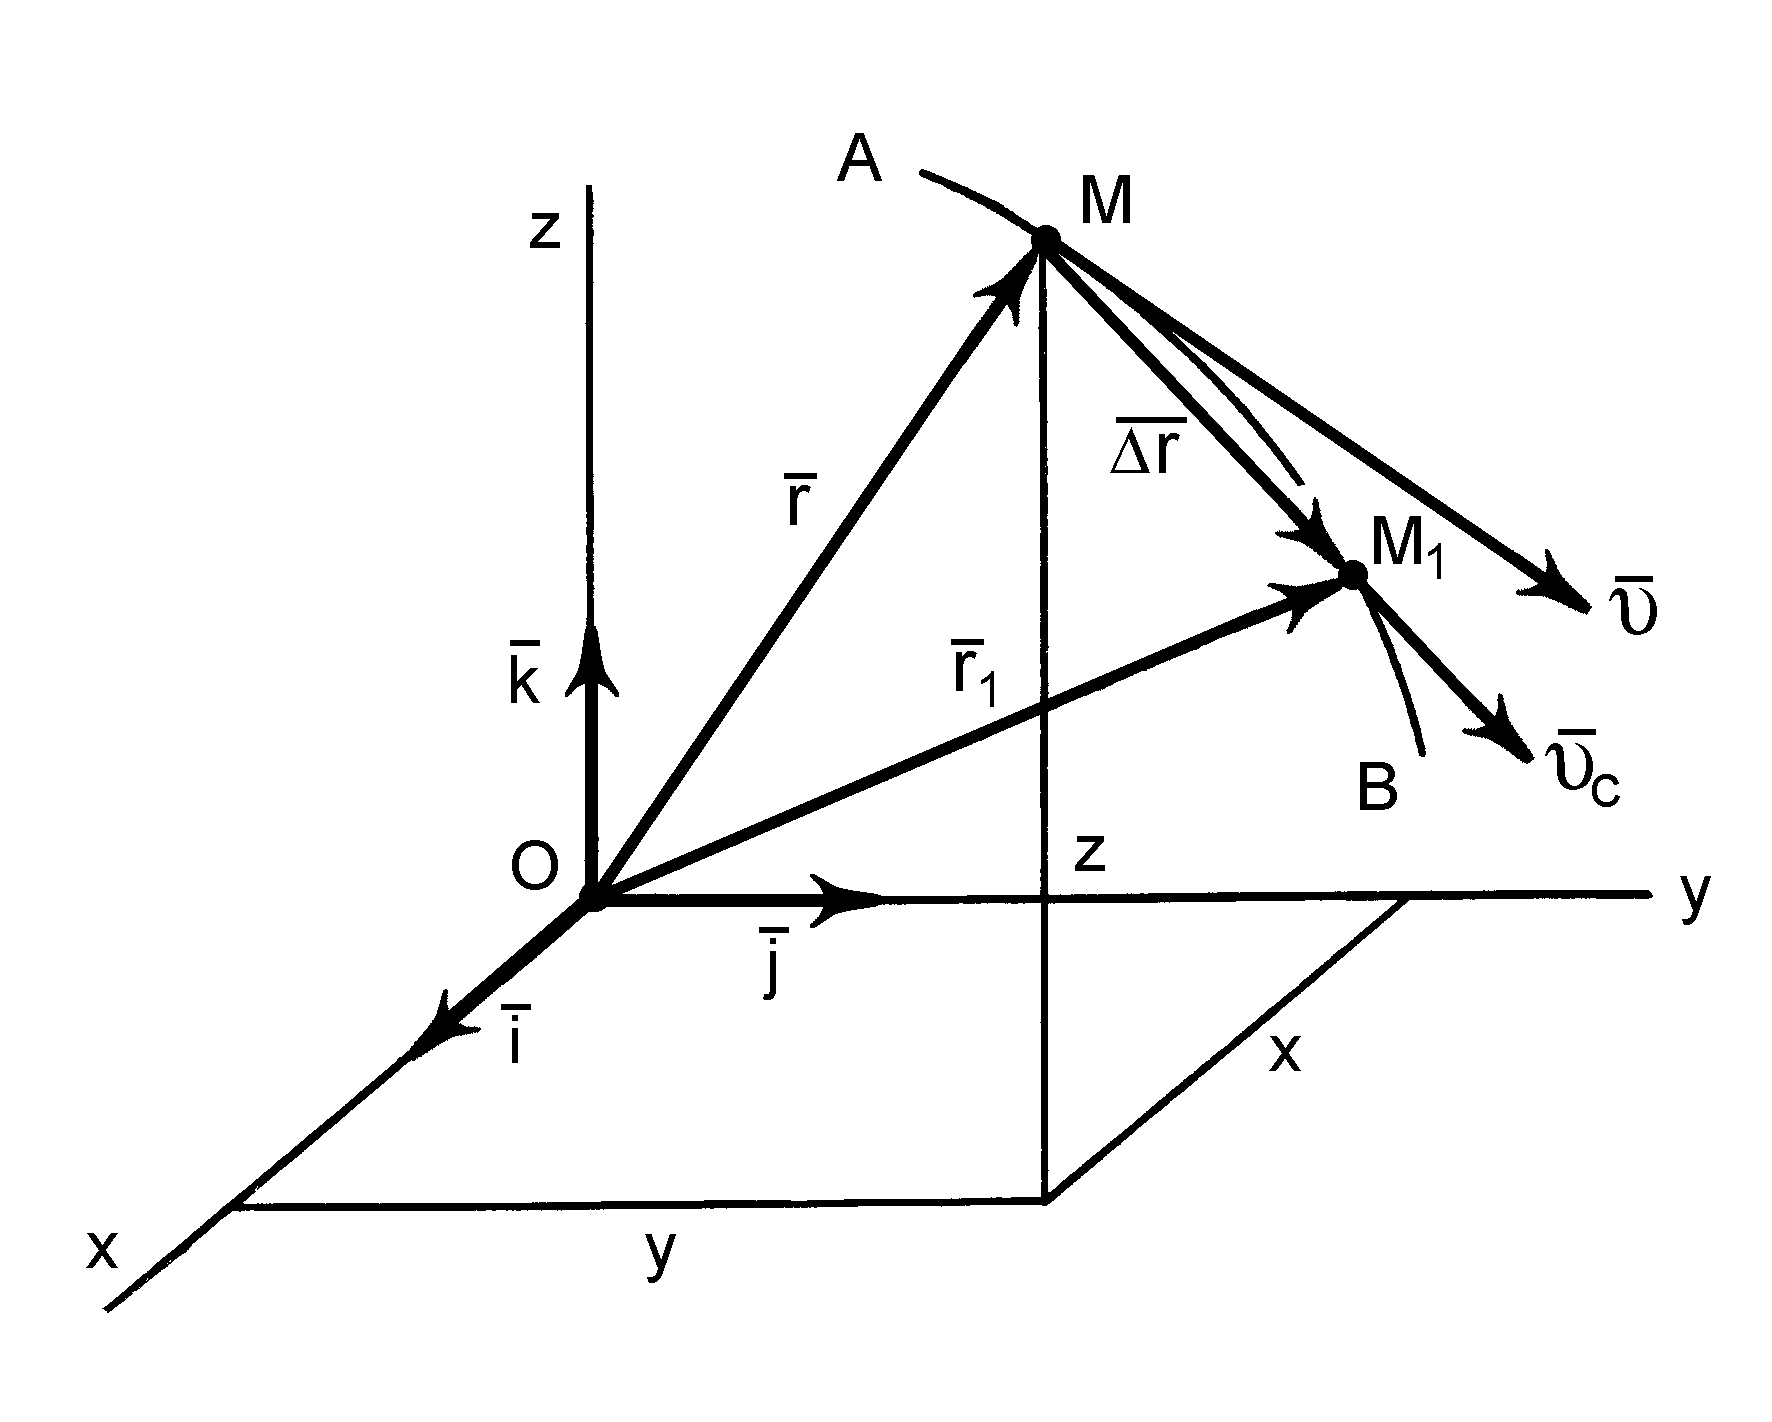 A
M
z
Δr̅
r̅
M₁
ῡ
k̅
r̅₁
ῡc
B
O
z
y
j̅
i̅
x
x
y